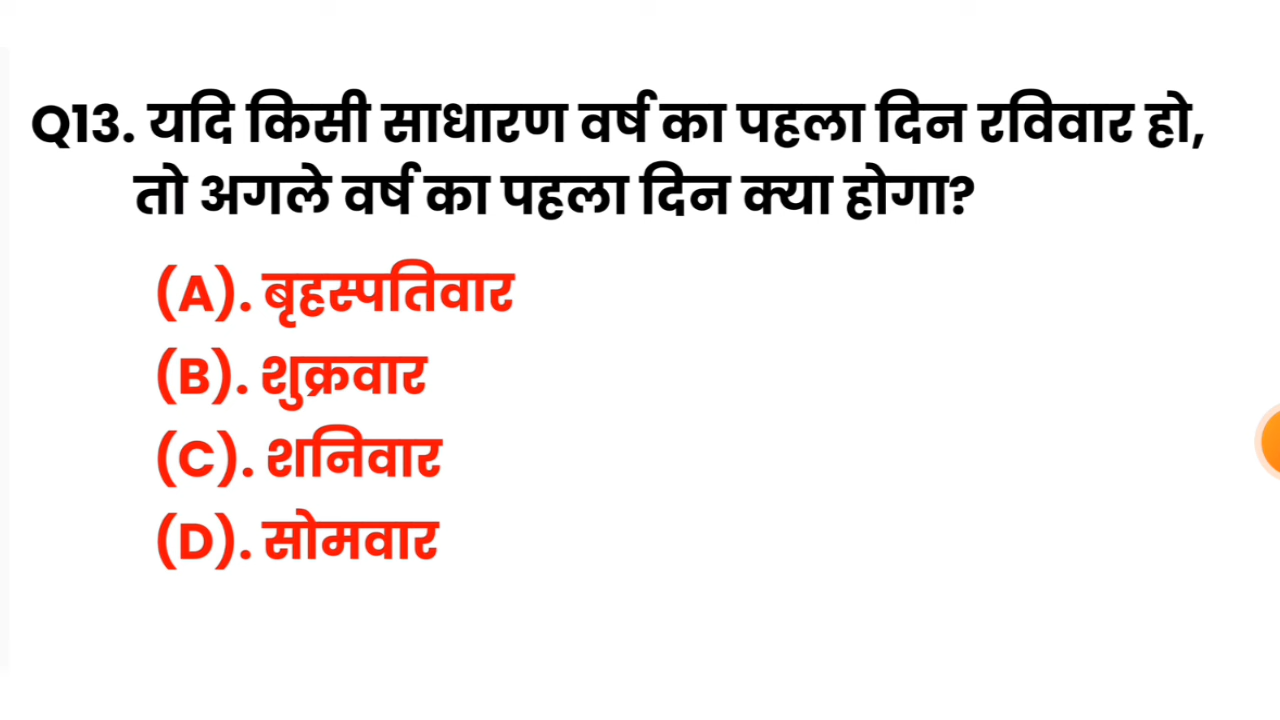 Q13. यदि किसी साधारण वर्ष का पहला दिन रविवार हो,
तो अगले वर्ष का पहला दिन क्या होगा?
(A). बृहस्पतिवार
(B). शुक्रवार
(C). शनिवार
(D). सोमवार